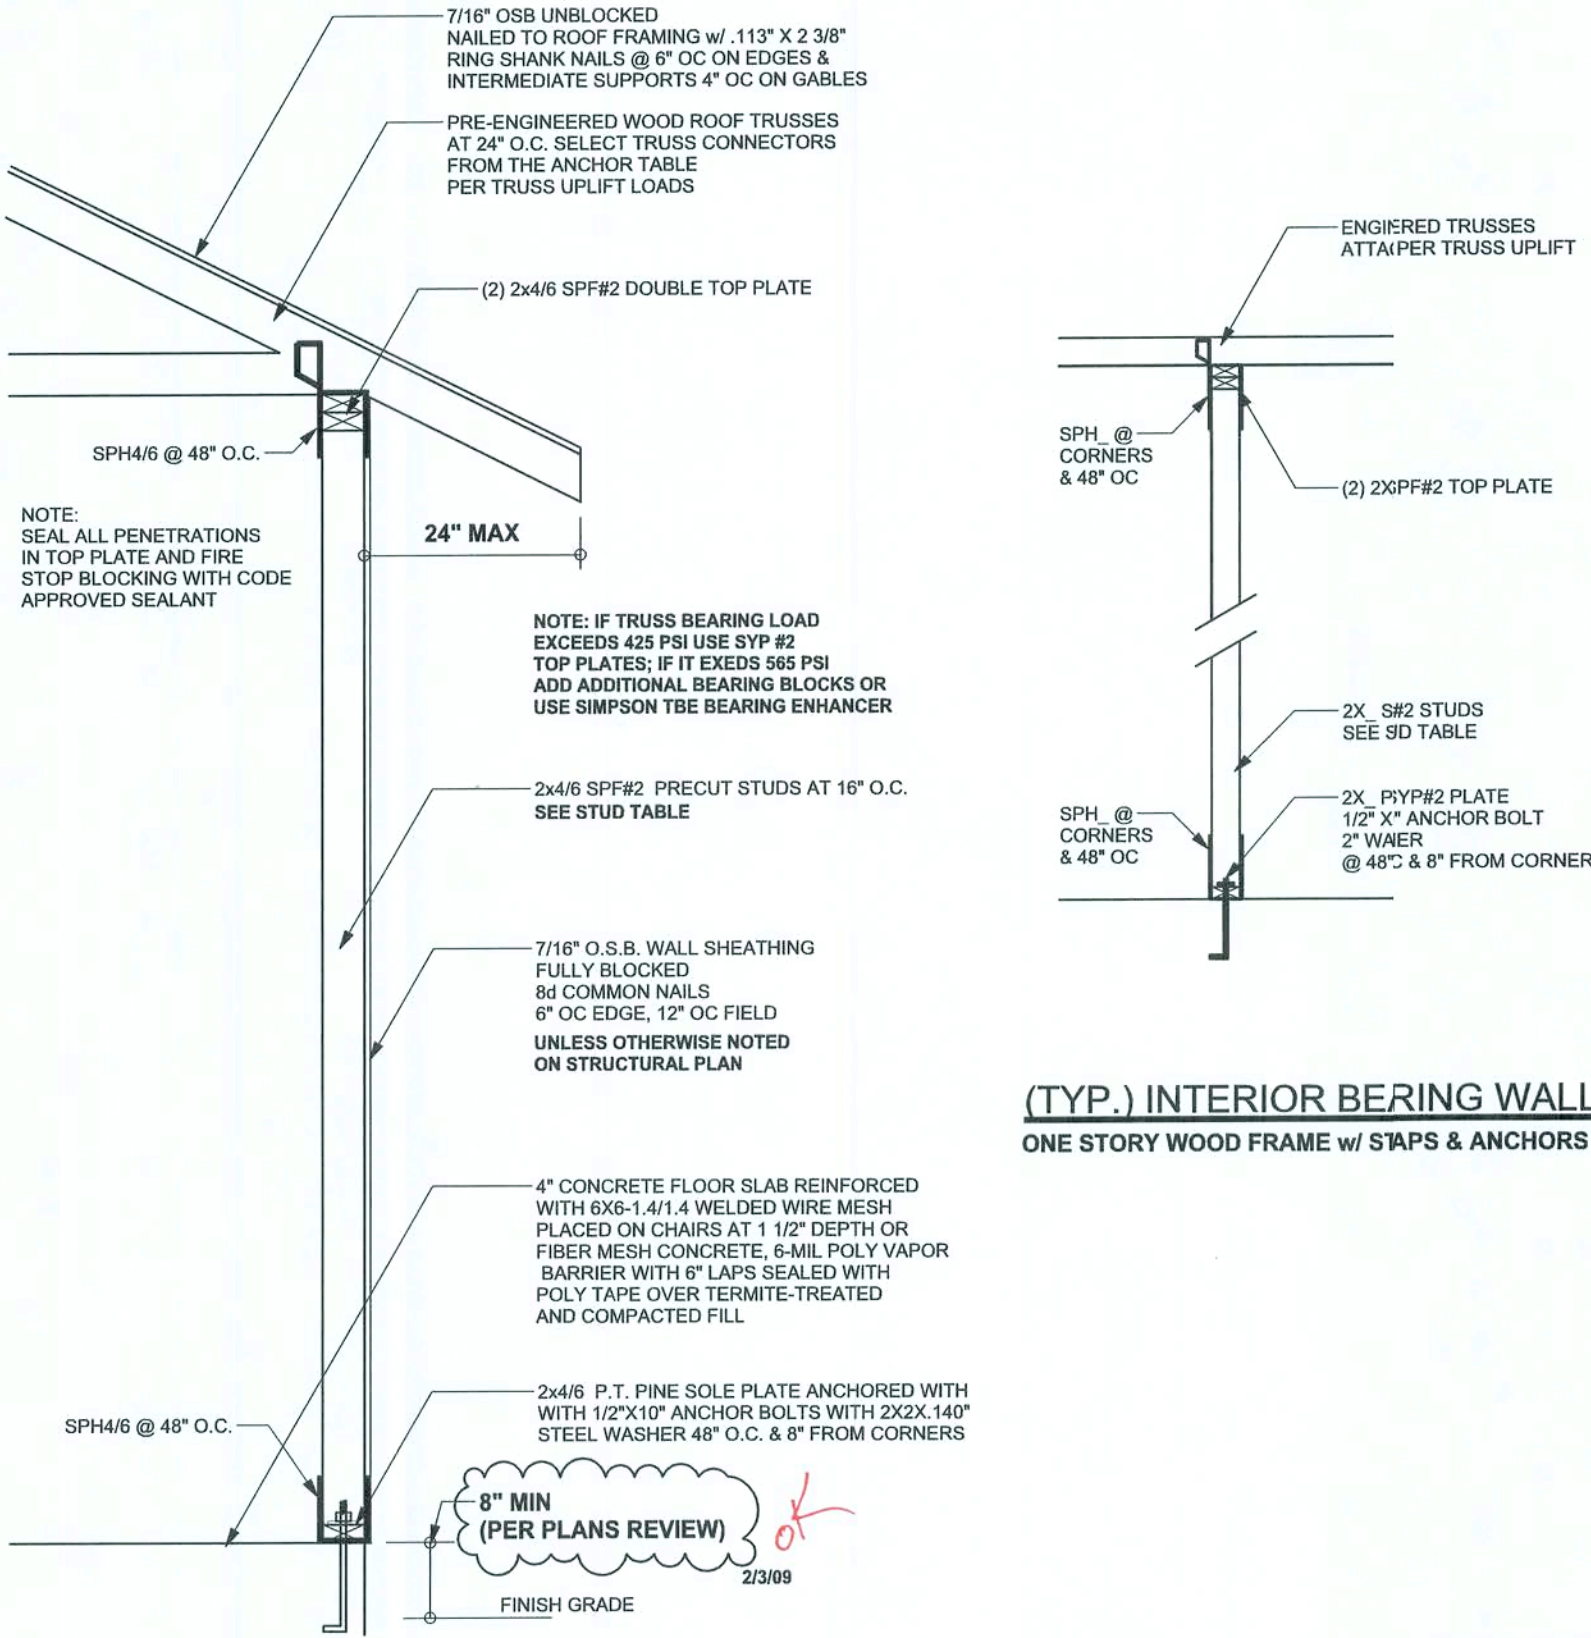 7/16" OSB UNBLOCKED
NAILED TO ROOF FRAMING w/ .113" X 2 3/8"
RING SHANK NAILS @ 6" OC ON EDGES &
INTERMEDIATE SUPPORTS 4" OC ON GABLES
PRE-ENGINEERED WOOD ROOF TRUSSES
AT 24" O.C. SELECT TRUSS CONNECTORS
FROM THE ANCHOR TABLE
PER TRUSS UPLIFT LOADS
(2) 2x4/6 SPF#2 DOUBLE TOP PLATE
SPH4/6 @ 48" O.C.
NOTE:
SEAL ALL PENETRATIONS
IN TOP PLATE AND FIRE
STOP BLOCKING WITH CODE
APPROVED SEALANT
24" MAX
NOTE: IF TRUSS BEARING LOAD
EXCEEDS 425 PSI USE SYP #2
TOP PLATES; IF IT EXEDS 565 PSI
ADD ADDITIONAL BEARING BLOCKS OR
USE SIMPSON TBE BEARING ENHANCER
2x4/6 SPF#2 PRECUT STUDS AT 16" O.C.
SEE STUD TABLE
7/16" O.S.B. WALL SHEATHING
FULLY BLOCKED
8d COMMON NAILS
6" OC EDGE, 12" OC FIELD
UNLESS OTHERWISE NOTED
ON STRUCTURAL PLAN
4" CONCRETE FLOOR SLAB REINFORCED
WITH 6X6-1.4/1.4 WELDED WIRE MESH
PLACED ON CHAIRS AT 1 1/2" DEPTH OR
FIBER MESH CONCRETE, 6-MIL POLY VAPOR
BARRIER WITH 6" LAPS SEALED WITH
POLY TAPE OVER TERMITE-TREATED
AND COMPACTED FILL
2x4/6 P.T. PINE SOLE PLATE ANCHORED WITH
WITH 1/2"X10" ANCHOR BOLTS WITH 2X2X.140"
STEEL WASHER 48" O.C. & 8" FROM CORNERS
SPH4/6 @ 48" O.C.
8" MIN
(PER PLANS REVIEW)
OK
2/3/09
FINISH GRADE
TRUSSES
PER TRUSS UPLIFT
SPH_ @
CORNERS
& 48" OC
(2) TOP PLATE
2X_ STUDS
SEE TABLE
SPH_ @
CORNERS
& 48" OC
2X_ PLATE
1/2" ANCHOR BOLT
2"
@ & 8" FROM CORNER
(TYP.) INTERIOR WALL
ONE STORY WOOD FRAME w/ & ANCHORS